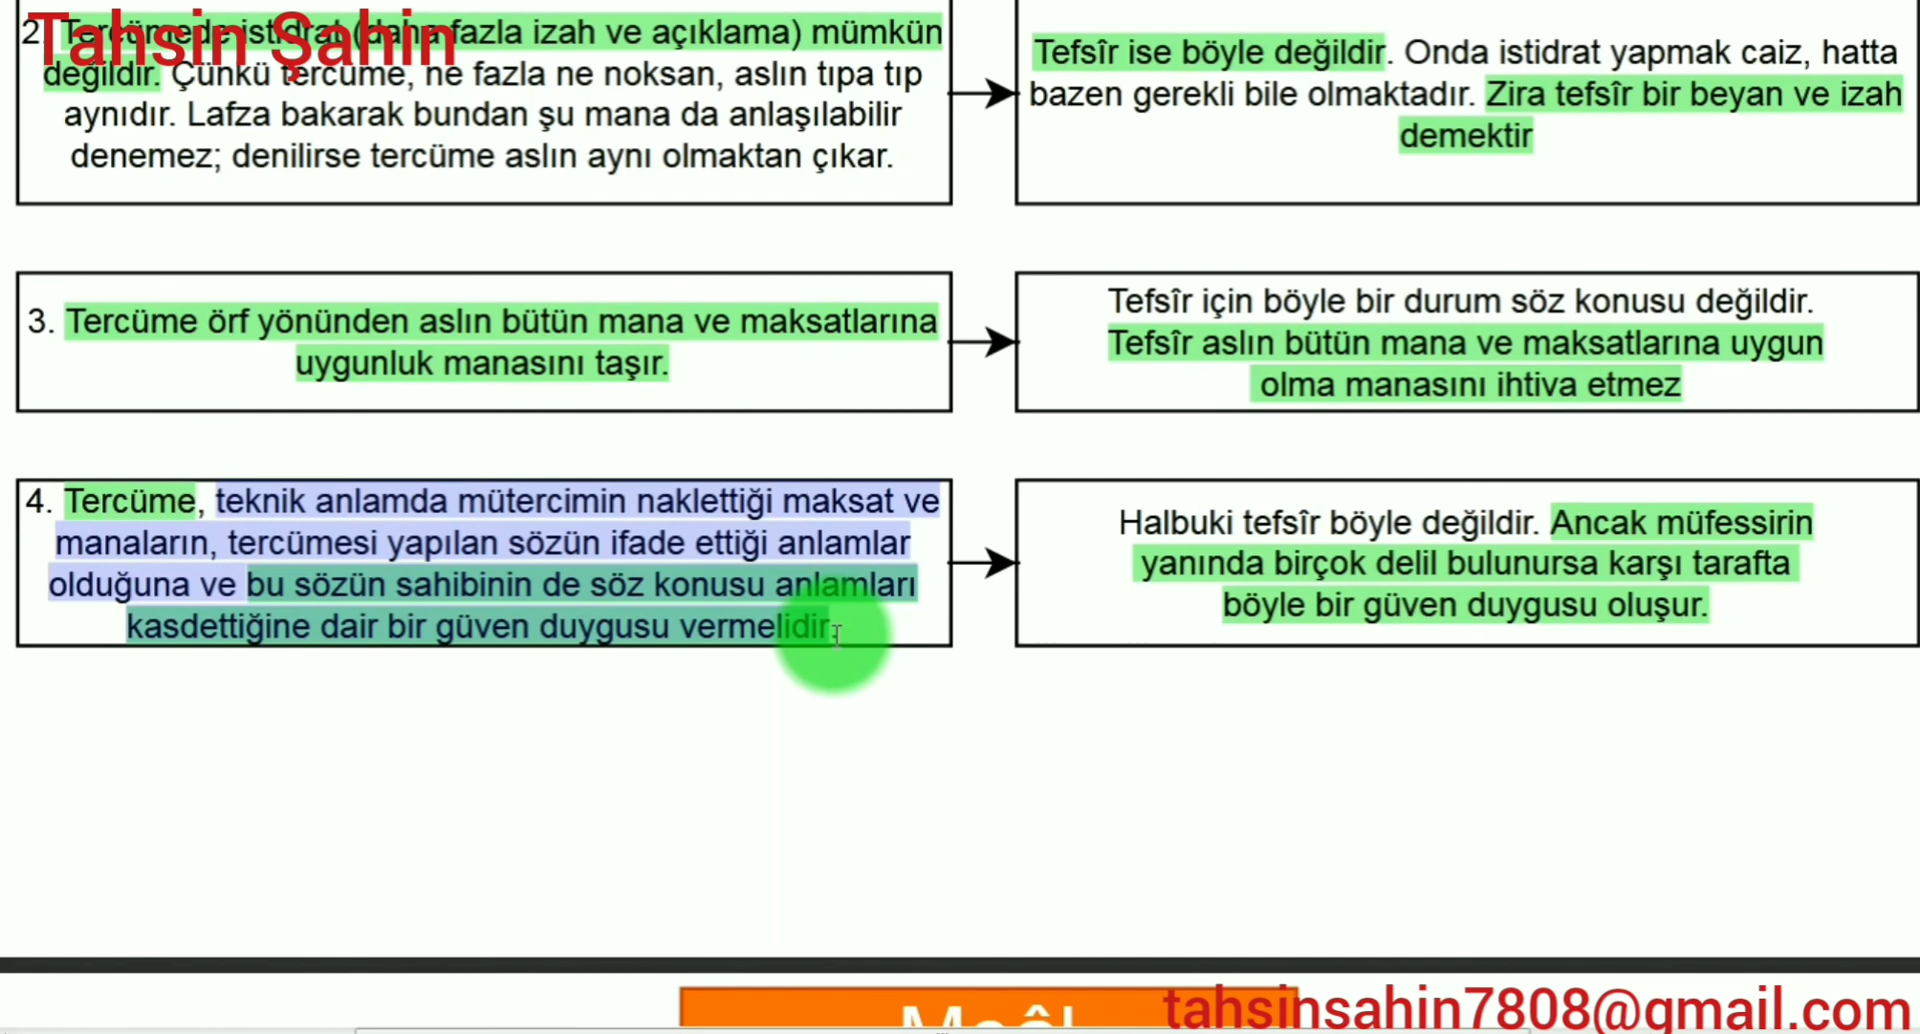 Tahsin Şahin
2. Tercümede istidrat (daha fazla izah ve açıklama) mümkün
değildir. Çünkü tercüme, ne fazla ne noksan, aslın tıpa tıp
aynıdır. Lafza bakarak bundan şu mana da anlaşılabilir
denemez; denilirse tercüme aslın aynı olmaktan çıkar.
Tefsîr ise böyle değildir. Onda istidrat yapmak caiz, hatta
bazen gerekli bile olmaktadır. Zira tefsîr bir beyan ve izah
demektir
3. Tercüme örf yönünden aslın bütün mana ve maksatlarına
uygunluk manasını taşır.
Tefsîr için böyle bir durum söz konusu değildir.
Tefsîr aslın bütün mana ve maksatlarına uygun
olma manasını ihtiva etmez
4. Tercüme, teknik anlamda mütercimin naklettiği maksat ve
manaların, tercümesi yapılan sözün ifade ettiği anlamlar
olduğuna ve bu sözün sahibinin de söz konusu anlamları
kasdettiğine dair bir güven duygusu vermelidir.
Halbuki tefsîr böyle değildir. Ancak müfessirin
yanında birçok delil bulunursa karşı tarafta
böyle bir güven duygusu oluşur.
Meâl
tahsinsahin7808@gmail.com